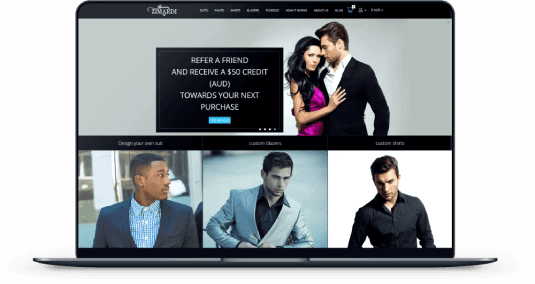 ZIMARDI
SUITS PANTS SHIRTS BLAZERS TUXEDOS HOW IT WORKS ABOUT US BLOG
REFER A FRIEND
AND RECEIVE A $50 CREDIT
(AUD)
TOWARDS YOUR NEXT
PURCHASE
Design your own suit
custom blazers
custom shirts